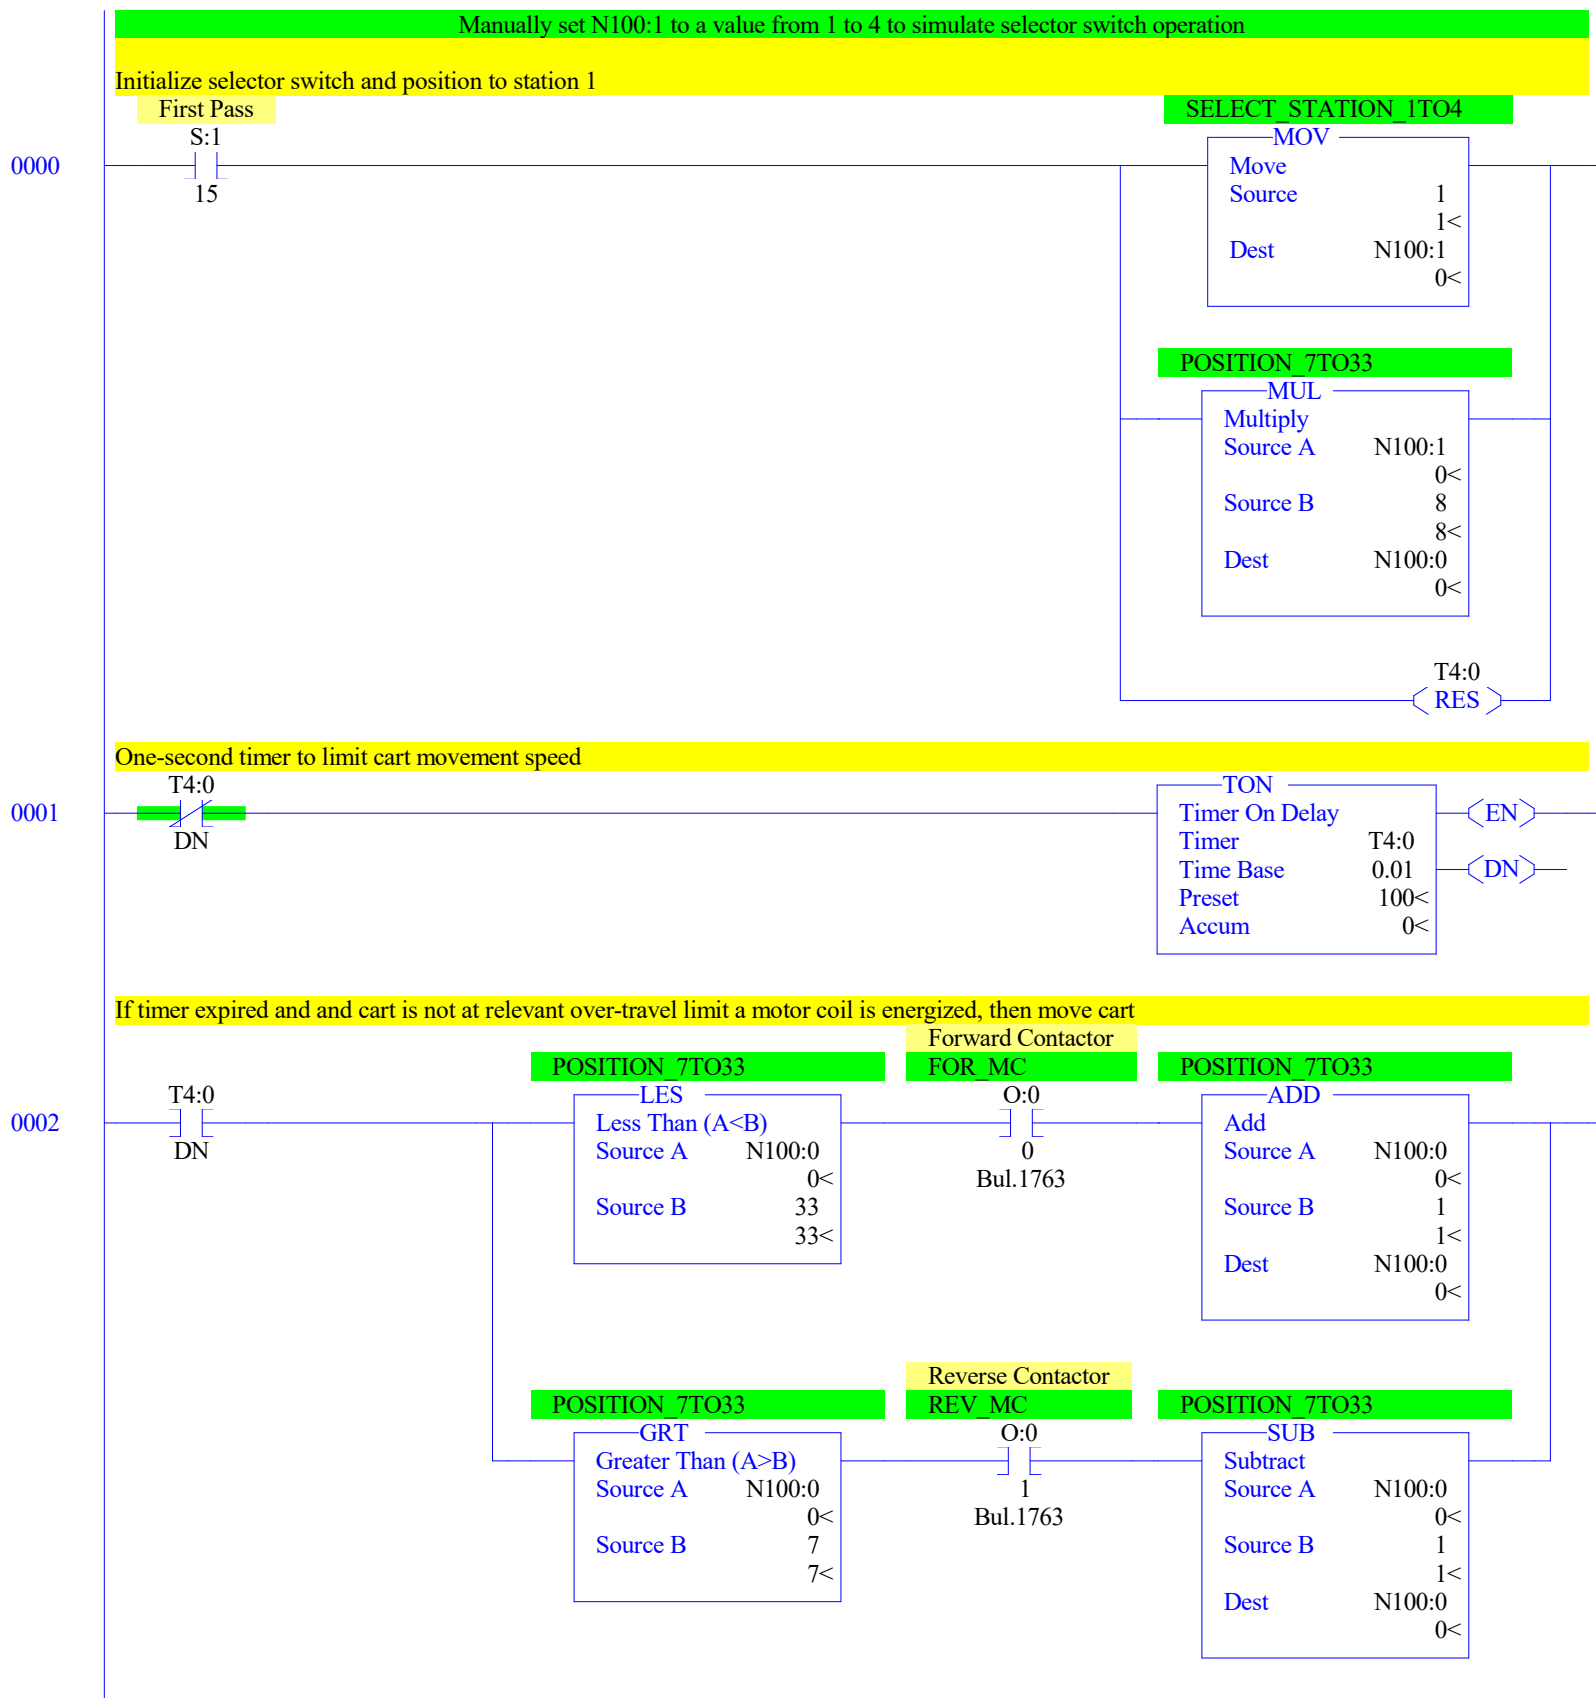 Manually set N100:1 to a value from 1 to 4 to simulate selector switch operation
Initialize selector switch and position to station 1
First Pass
S:1
15
0000
SELECT_STATION_1TO4
MOV
Move
Source 1
1<
Dest N100:1
0<
POSITION_7TO33
MUL
Multiply
Source A N100:1
0<
Source B 8
8<
Dest N100:0
0<
T4:0
RES
One-second timer to limit cart movement speed
0001
T4:0
DN
TON
Timer On Delay
Timer T4:0
Time Base 0.01
Preset 100<
Accum 0<
EN
DN
If timer expired and and cart is not at relevant over-travel limit a motor coil is energized, then move cart
0002
T4:0
DN
POSITION_7TO33
LES
Less Than (A<B)
Source A N100:0
0<
Source B 33
33<
Forward Contactor
FOR_MC
O:0
0
Bul.1763
POSITION_7TO33
ADD
Add
Source A N100:0
0<
Source B 1
1<
Dest N100:0
0<
POSITION_7TO33
GRT
Greater Than (A>B)
Source A N100:0
0<
Source B 7
7<
Reverse Contactor
REV_MC
O:0
1
Bul.1763
POSITION_7TO33
SUB
Subtract
Source A N100:0
0<
Source B 1
1<
Dest N100:0
0<